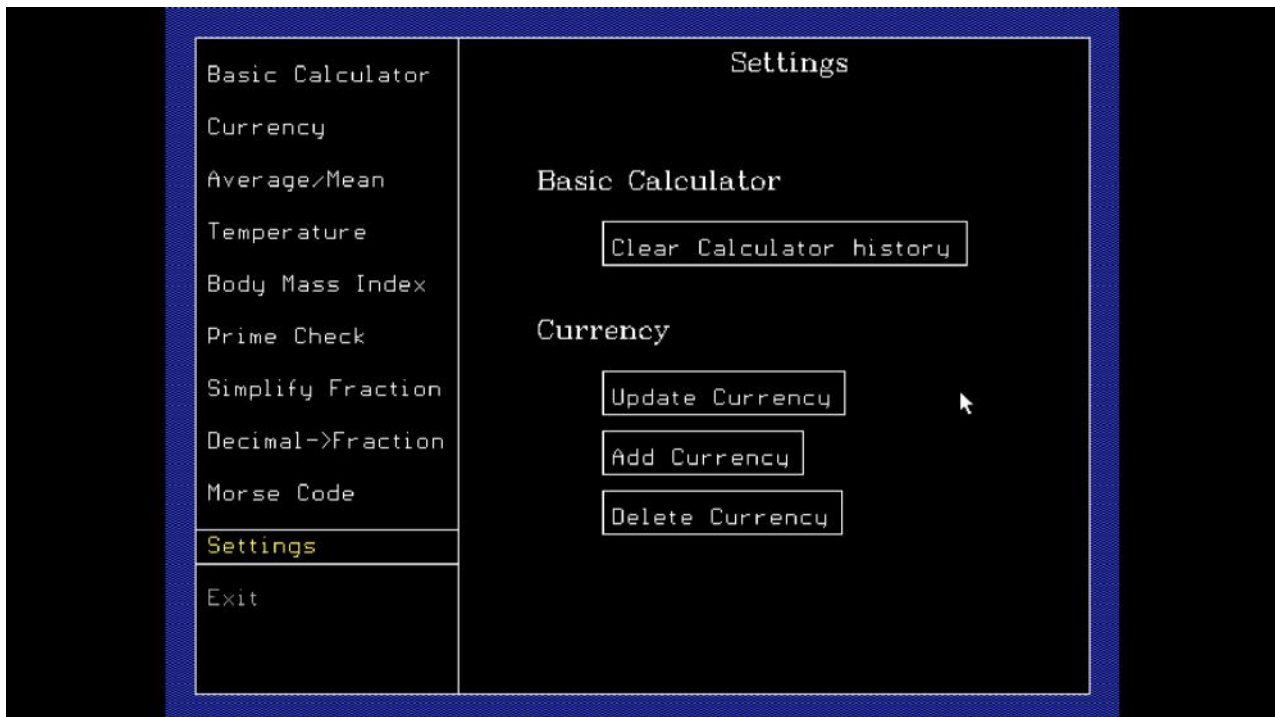 Basic Calculator
Currency
Average/Mean
Temperature
Body Mass Index
Prime Check
Simplify Fraction
Decimal->Fraction
Morse Code
Settings
Exit
Settings
Basic Calculator
Clear Calculator history
Currency
Update Currency
Add Currency
Delete Currency